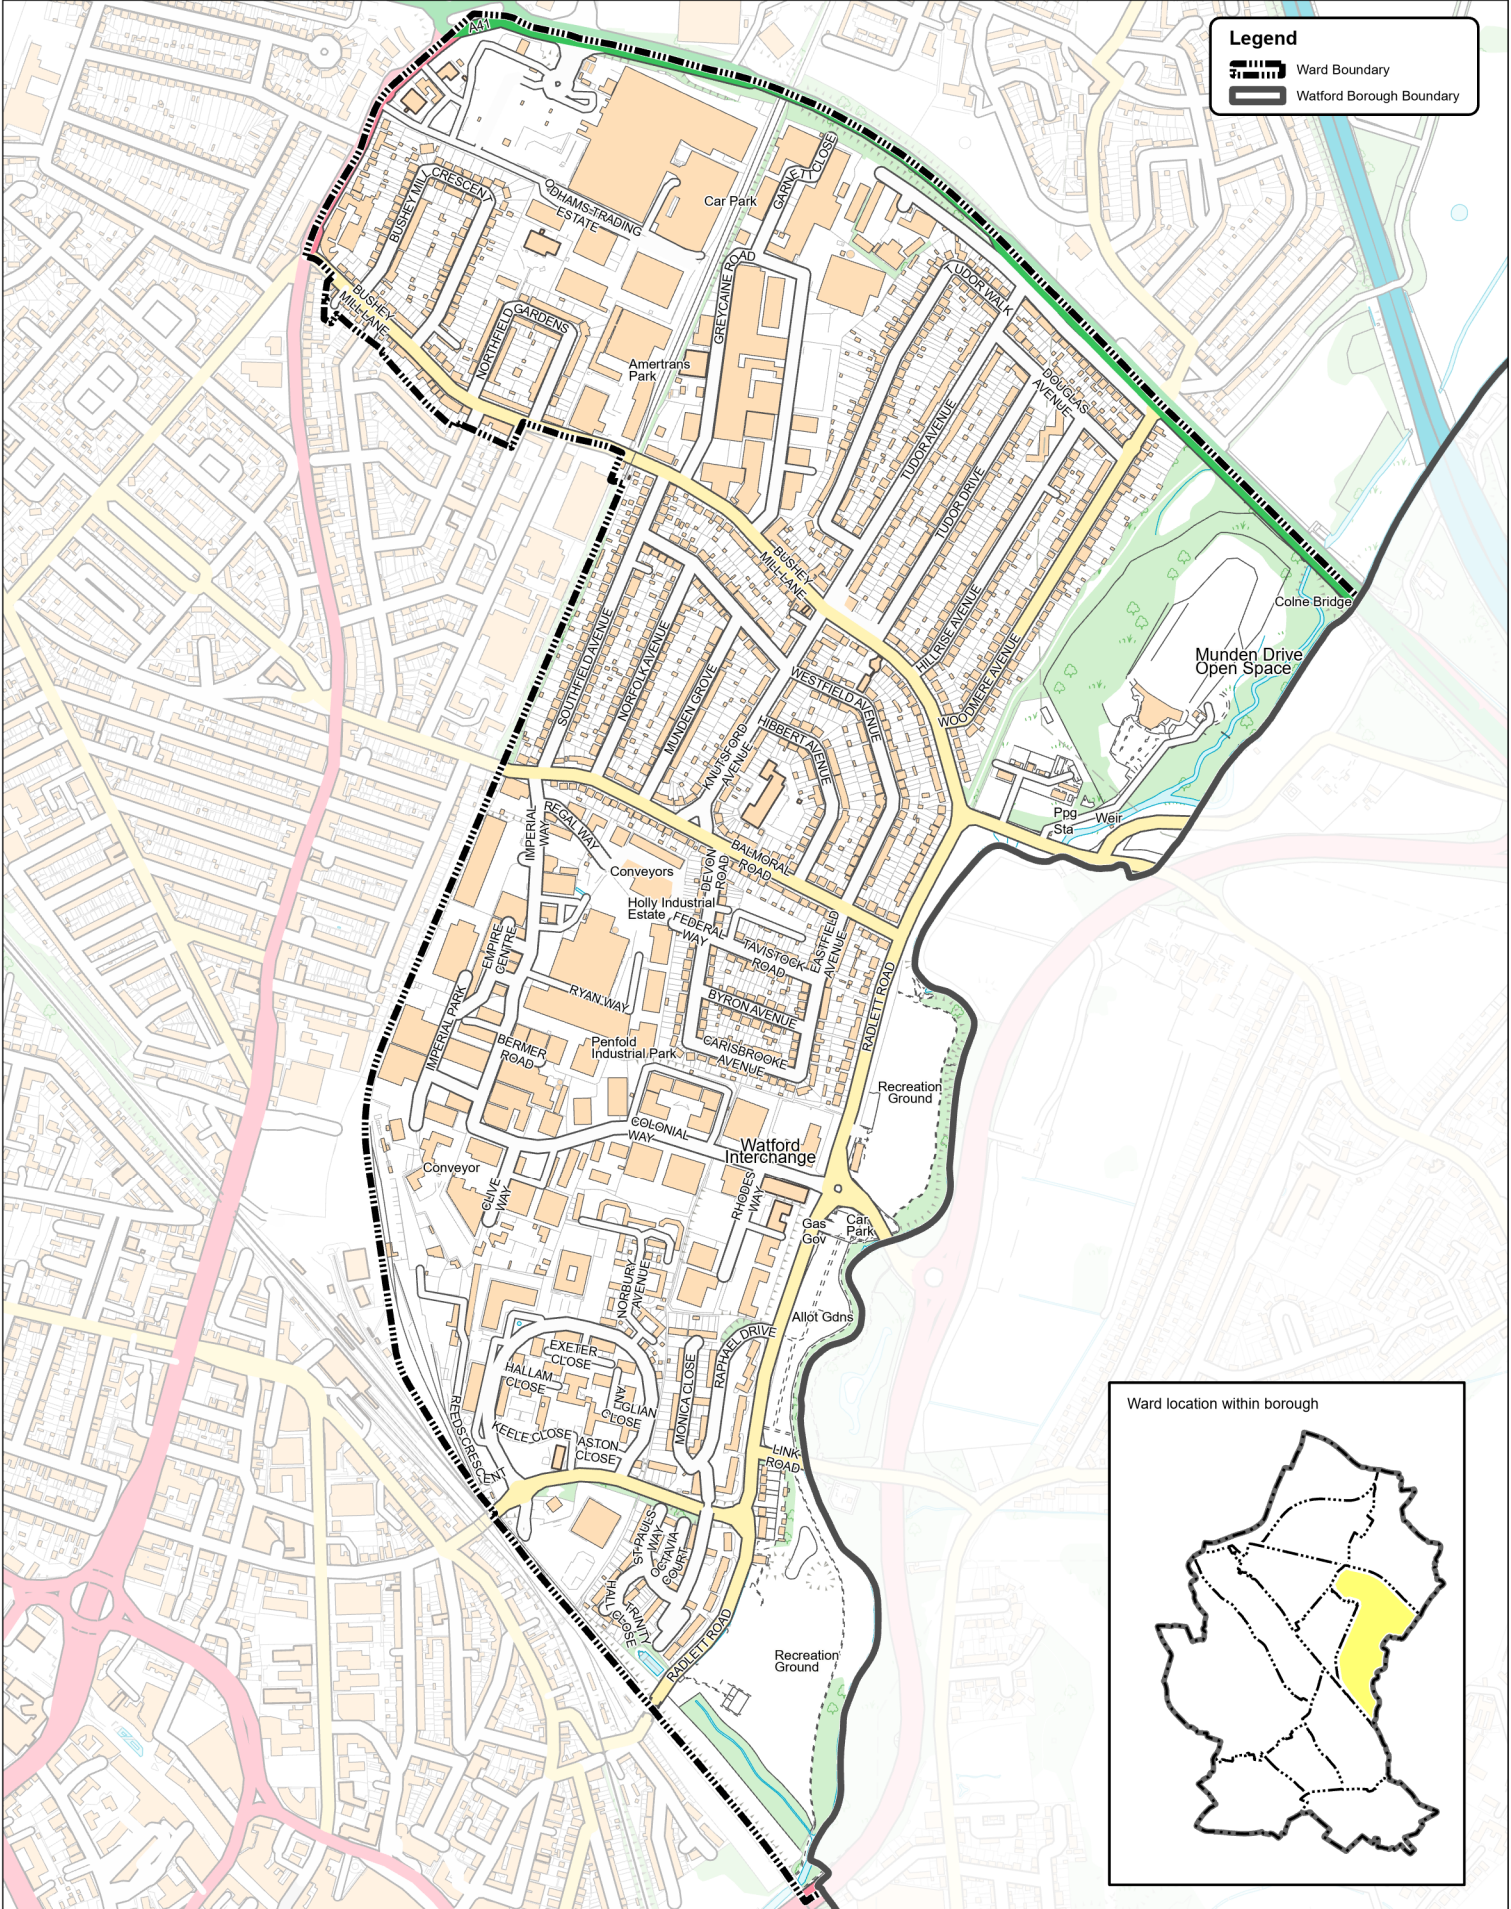 Legend
Ward Boundary
Watford Borough Boundary
A41
BUSHEY MILL
CRESCENT
ODHAMS TRADING
ESTATE
Car Park
GARNETT CLOSE
GREYCAINE ROAD
TUDOR WALK
BUSHEY
MILL LANE
NORTHFIELD
GARDENS
Amertrans
Park
DOUGLAS
AVENUE
TUDOR AVENUE
TUDOR DRIVE
BUSHEY
MILL LANE
HILLRISE AVENUE
WOODMERE AVENUE
Colne Bridge
Munden Drive
Open Space
SOUTHFIELD AVENUE
NORFOLK AVENUE
MUNDEN GROVE
KNUTSFORD
AVENUE
WESTFIELD AVENUE
HIBBERT AVENUE
Ppg
Sta
Weir
IMPERIAL
WAY
REGAL WAY
BALMORAL
ROAD
Conveyors
DEVON
ROAD
Holly Industrial
Estate
FEDERAL
WAY
TAVISTOCK
ROAD
EASTFIELD
AVENUE
EMPIRE
CENTRE
RYAN WAY
BYRON AVENUE
RADLETT ROAD
IMPERIAL PARK
BERMER
ROAD
Penfold
Industrial Park
CARISBROOKE
AVENUE
Recreation
Ground
COLONIAL
WAY
Watford
Interchange
Conveyor
CLIVE
WAY
RHODES
WAY
Gas
Gov
Car
Park
NORBURY
AVENUE
Allot Gdns
EXETER
CLOSE
HALLAM
CLOSE
ANGLIAN
CLOSE
MONICA CLOSE
RAPHAEL DRIVE
REEDS CRESCENT
KEELE CLOSE
ASTON
CLOSE
LINK
ROAD
ST PAULS
WAY
OCTAVIA
COURT
TRINITY
HALL CLOSE
RADLETT ROAD
Recreation
Ground
Ward location within borough